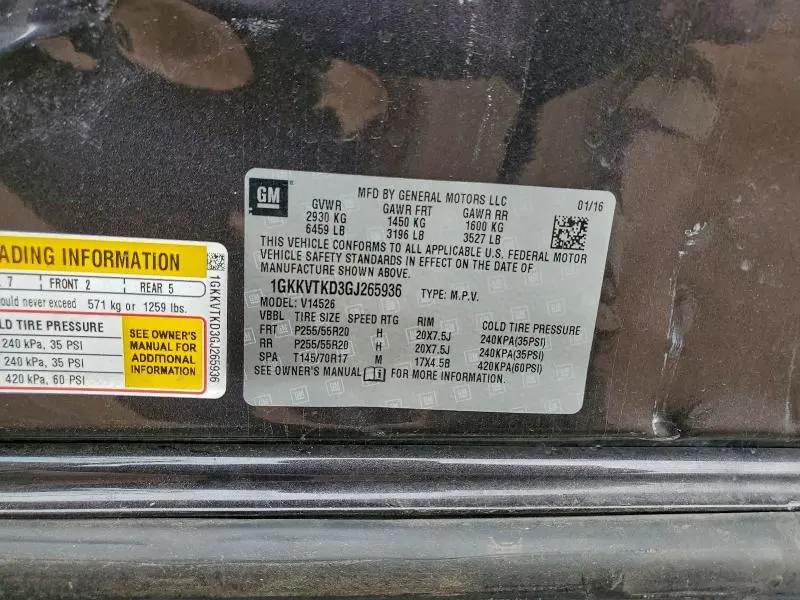 GM
MFD BY GENERAL MOTORS LLC
01/16
GVWR GAWR FRT GAWR RR
2930 KG 1450 KG 1600 KG
6459 LB 3196 LB 3527 LB
THIS VEHICLE CONFORMS TO ALL APPLICABLE U.S. FEDERAL MOTOR
VEHICLE SAFETY STANDARDS IN EFFECT ON THE DATE OF
MANUFACTURE SHOWN ABOVE.
1GKKVTKD3GJ265936 TYPE: M.P.V.
MODEL: V14526
VBBL TIRE SIZE SPEED RTG RIM COLD TIRE PRESSURE
FRT P255/55R20 H 20X7.5J 240KPA(35PSI)
RR P255/55R20 H 20X7.5J 240KPA(35PSI)
SPA T145/70R17 M 17X4.5B 420KPA(60PSI)
SEE OWNER'S MANUAL FOR MORE INFORMATION.
ADING INFORMATION
7 FRONT 2 REAR 5
ould never exceed 571 kg or 1259 lbs.
OLD TIRE PRESSURE
240 kPa, 35 PSI
240 kPa, 35 PSI
420 kPa, 60 PSI
SEE OWNER'S
MANUAL FOR
ADDITIONAL
INFORMATION
1GKKVTKD3GJ265936